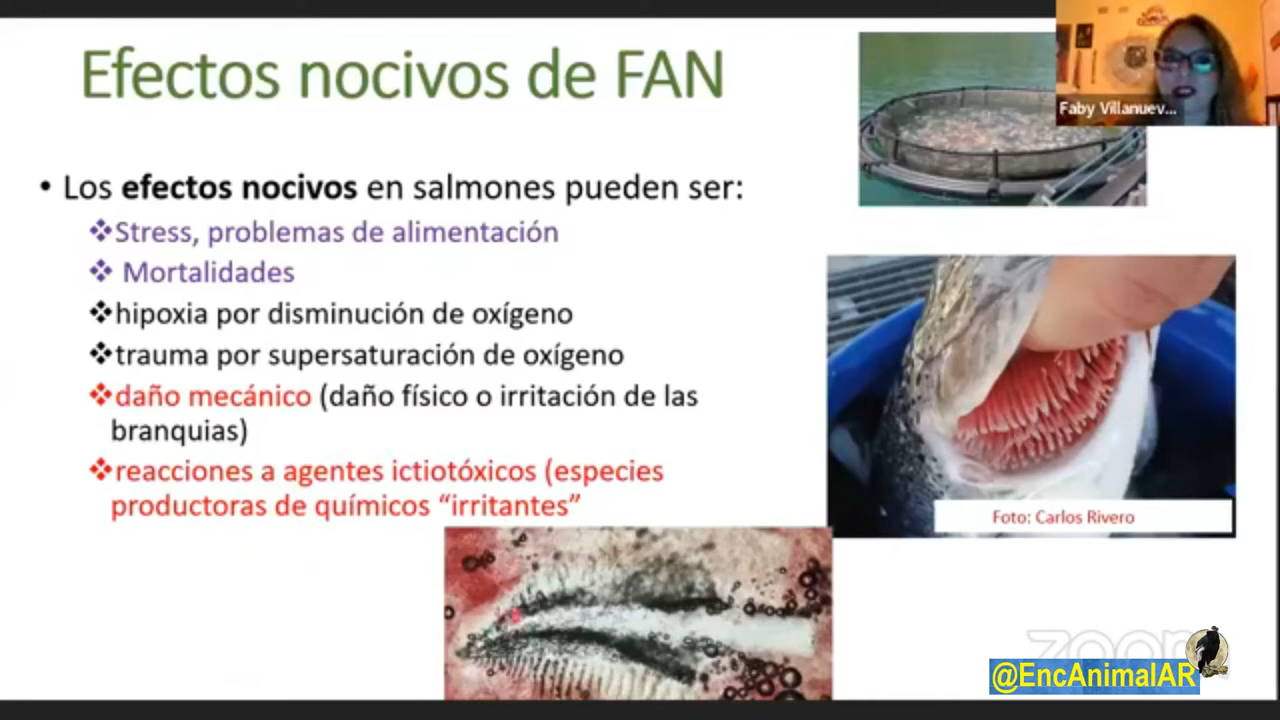 Efectos nocivos de FAN
Faby Villanuev...
• Los efectos nocivos en salmones pueden ser:
❖Stress, problemas de alimentación
❖ Mortalidades
❖hipoxia por disminución de oxígeno
❖trauma por supersaturación de oxígeno
❖daño mecánico (daño físico o irritación de las
branquias)
❖reacciones a agentes ictiotóxicos (especies
productoras de químicos “irritantes”
Foto: Carlos Rivero
zoom
@EncAnimalAR